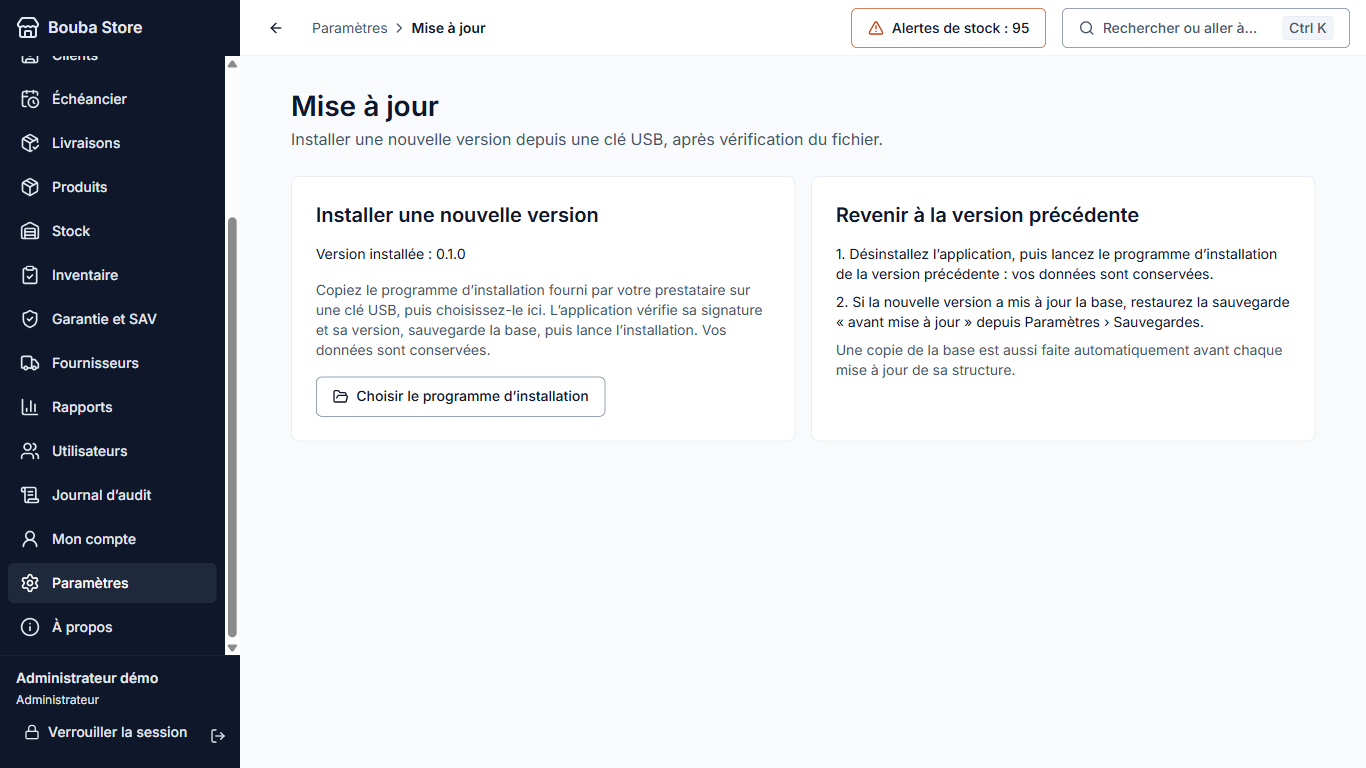 Bouba Store
Clients
Échéancier
Livraisons
Produits
Stock
Inventaire
Garantie et SAV
Fournisseurs
Rapports
Utilisateurs
Journal d’audit
Mon compte
Paramètres
À propos
Administrateur démo
Administrateur
Verrouiller la session
Paramètres > Mise à jour
Alertes de stock : 95
Rechercher ou aller à… Ctrl K
Mise à jour
Installer une nouvelle version depuis une clé USB, après vérification du fichier.
Installer une nouvelle version
Version installée : 0.1.0
Copiez le programme d’installation fourni par votre prestataire sur
une clé USB, puis choisissez-le ici. L’application vérifie sa signature
et sa version, sauvegarde la base, puis lance l’installation. Vos
données sont conservées.
Choisir le programme d’installation
Revenir à la version précédente
1. Désinstallez l’application, puis lancez le programme d’installation
de la version précédente : vos données sont conservées.
2. Si la nouvelle version a mis à jour la base, restaurez la sauvegarde
« avant mise à jour » depuis Paramètres › Sauvegardes.
Une copie de la base est aussi faite automatiquement avant chaque
mise à jour de sa structure.